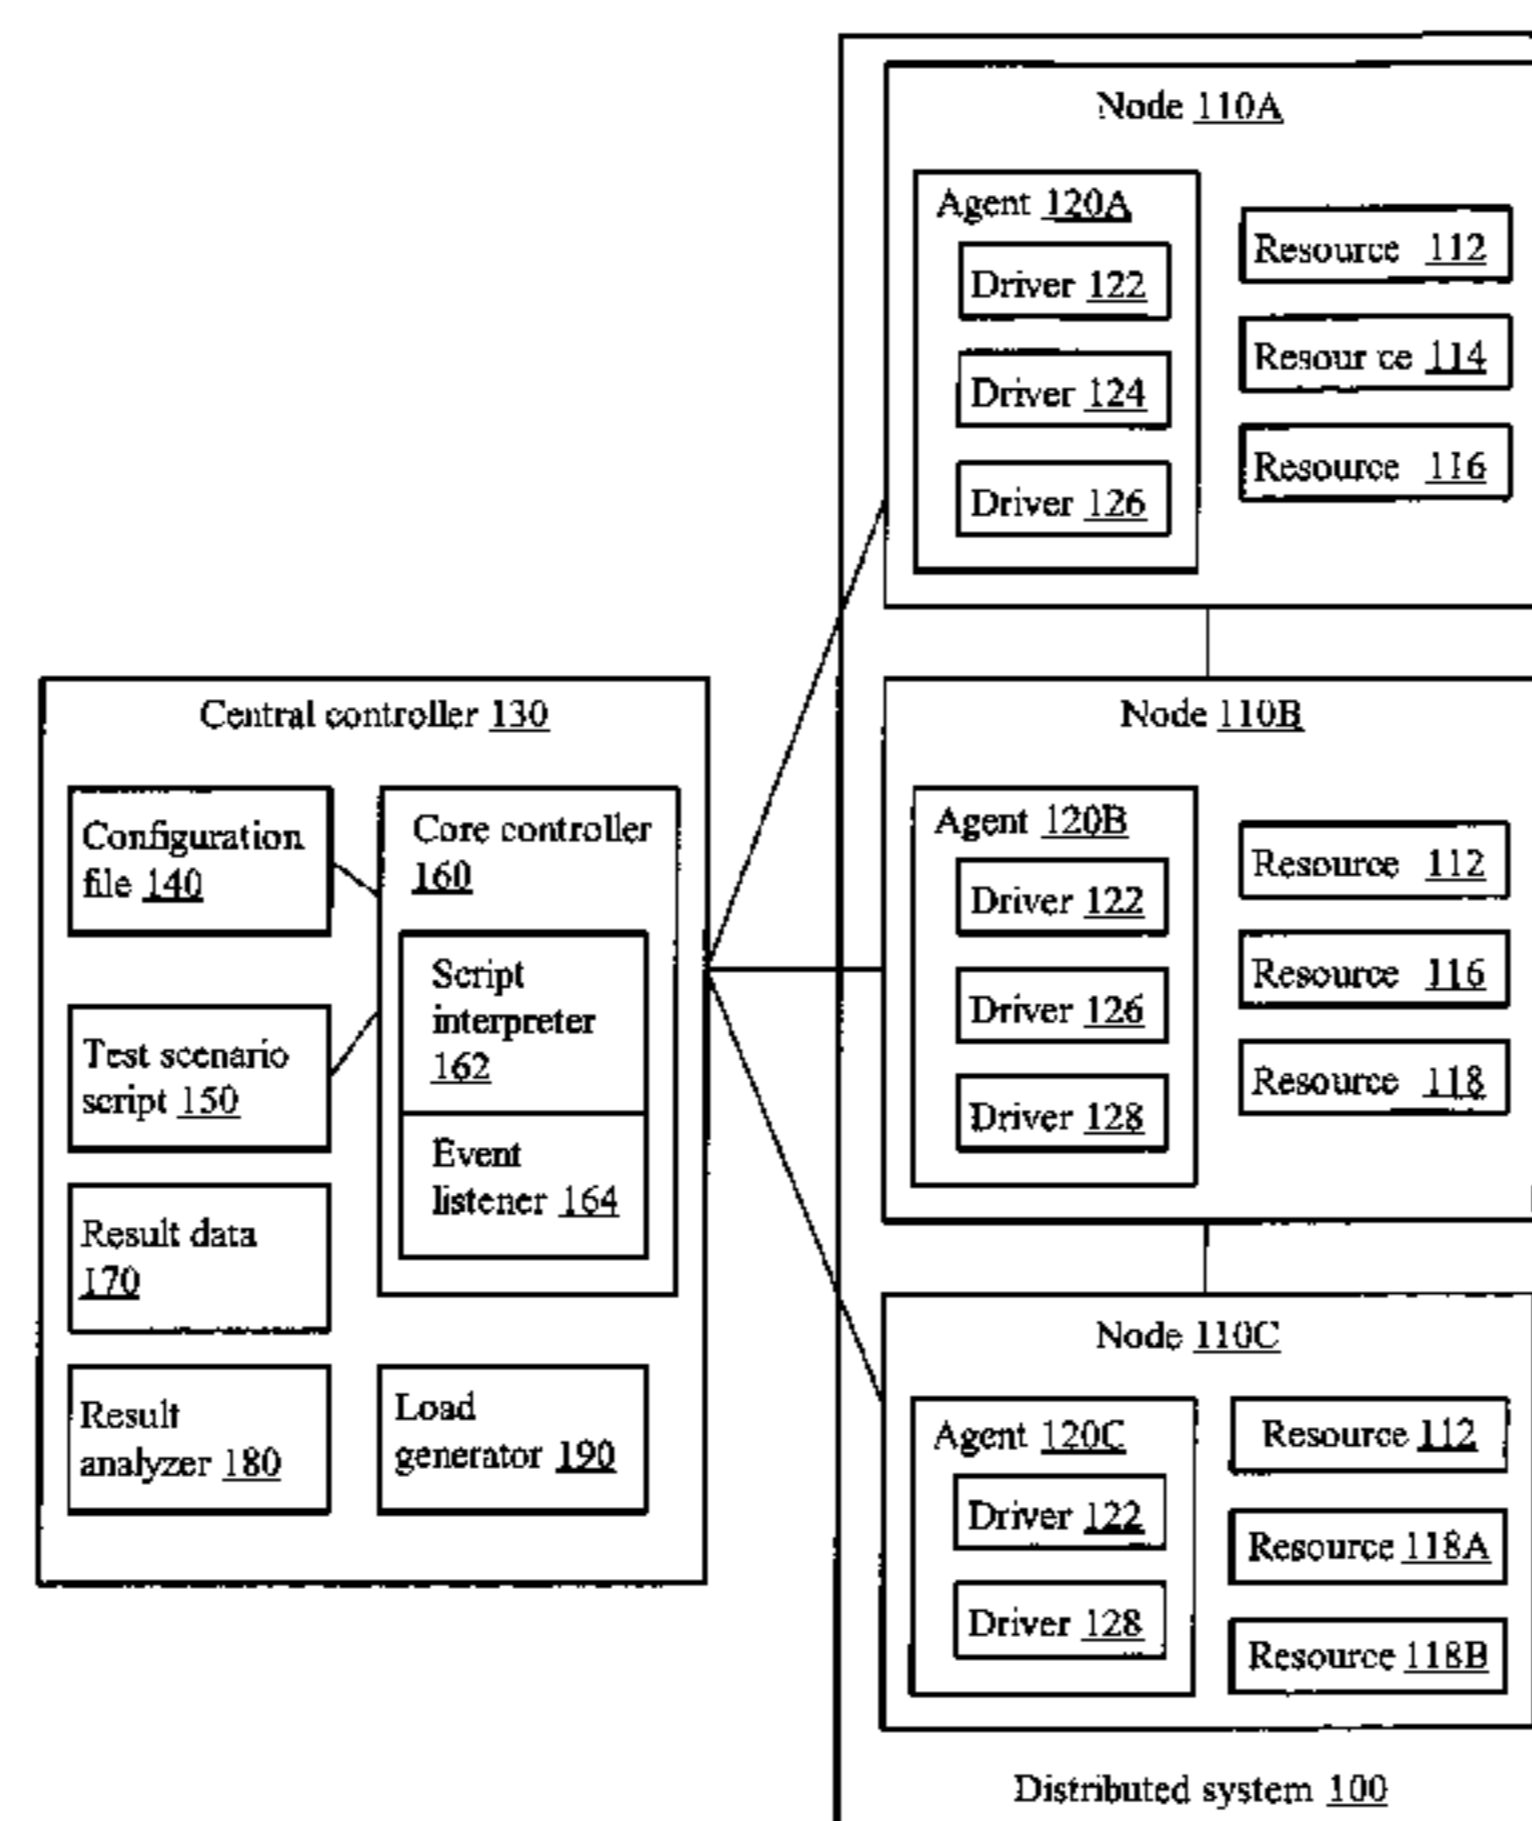 Node 110A
Agent 120A
Driver 122
Driver 124
Driver 126
Resource 112
Resource 114
Resource 116
Central controller 130
Configuration
file 140
Test scenario
script 150
Result data
170
Result
analyzer 180
Core controller
160
Script
interpreter
162
Event
listener 164
Load
generator 190
Node 110B
Agent 120B
Driver 122
Driver 126
Driver 128
Resource 112
Resource 116
Resource 118
Node 110C
Agent 120C
Driver 122
Driver 128
Resource 112
Resource 118A
Resource 118B
Distributed system 100